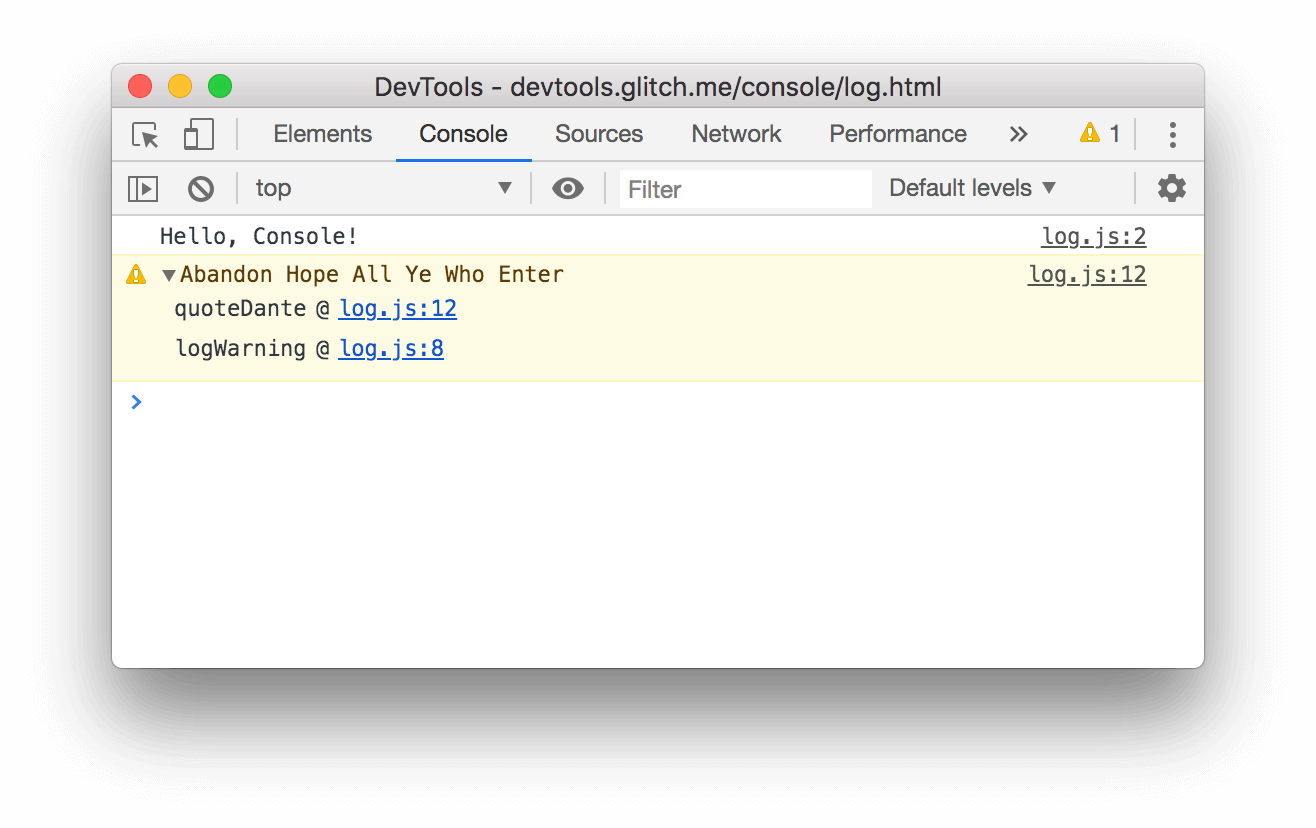 DevTools - devtools.glitch.me/console/log.html
Elements Console Sources Network Performance » 1
top ▼ Filter Default levels ▼
Hello, Console! log.js:2
▼Abandon Hope All Ye Who Enter log.js:12
quoteDante @ log.js:12
logWarning @ log.js:8
>